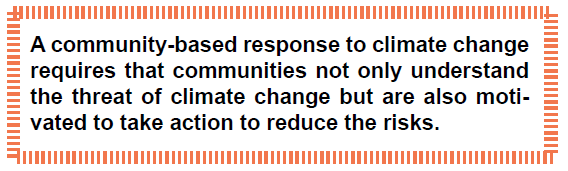 A community-based response to climate change
requires that communities not only understand
the threat of climate change but are also moti-
vated to take action to reduce the risks.